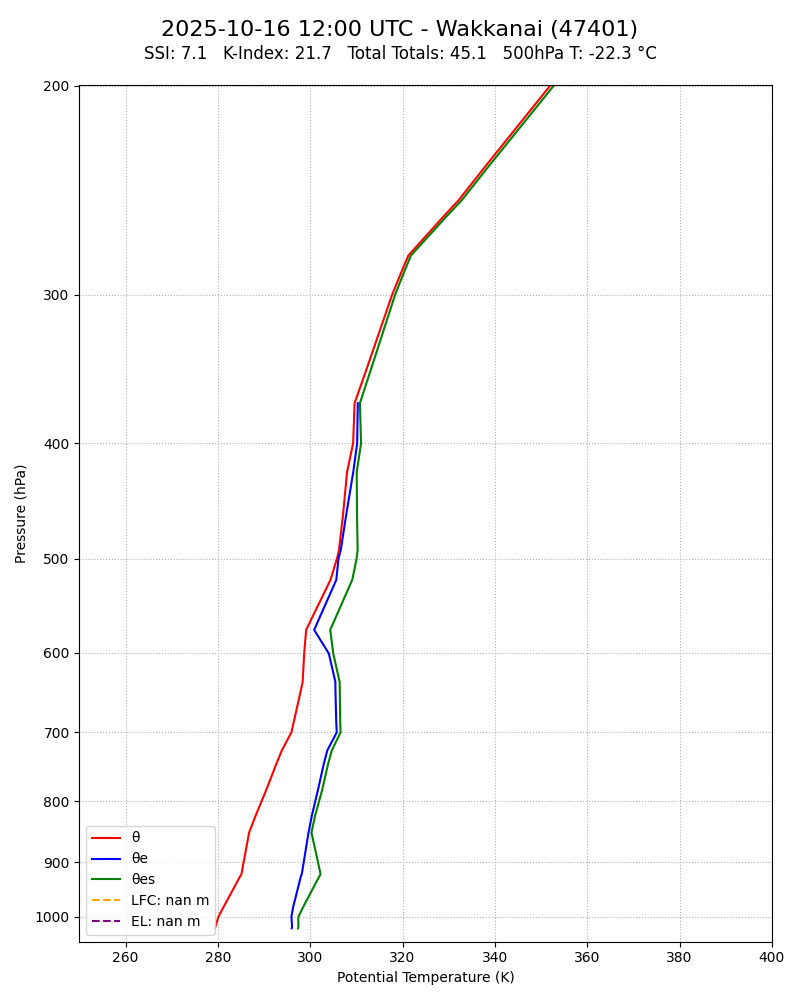 2025-10-16 12:00 UTC - Wakkanai (47401)
SSI: 7.1   K-Index: 21.7   Total Totals: 45.1   500hPa T: -22.3 °C
200
300
400
500
600
700
800
900
1000
Pressure (hPa)
θ
θe
θes
LFC: nan m
EL: nan m
260
280
300
320
340
360
380
400
Potential Temperature (K)